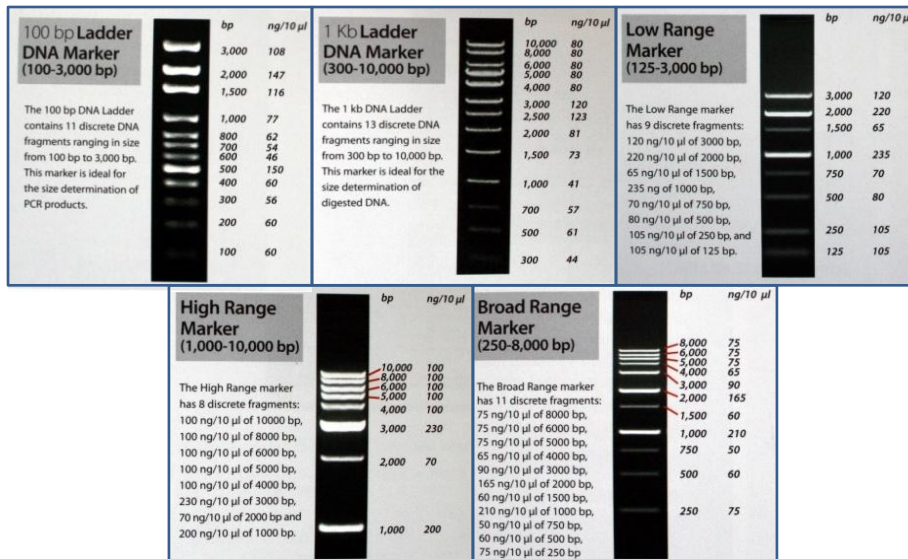 100 bp Ladder
DNA Marker
(100-3,000 bp)
The 100 bp DNA Ladder
contains 11 discrete DNA
fragments ranging in size
from 100 bp to 3,000 bp.
This marker is ideal for
the size determination of
PCR products.
bp ng/10 µl
3,000 108
2,000 147
1,500 116
1,000 77
800 62
700 54
600 46
500 150
400 60
300 56
200 60
100 60
1 Kb Ladder
DNA Marker
(300-10,000 bp)
The 1 kb DNA Ladder
contains 13 discrete DNA
fragments ranging in size
from 300 bp to 10,000 bp.
This marker is ideal for the
size determination of
digested DNA.
bp ng/10 µl
10,000 80
8,000 80
6,000 80
5,000 80
4,000 80
3,000 120
2,500 123
2,000 81
1,500 73
1,000 41
700 57
500 61
300 44
Low Range
Marker
(125-3,000 bp)
The Low Range marker
has 9 discrete fragments:
120 ng/10 µl of 3000 bp,
220 ng/10 µl of 2000 bp,
65 ng/10 µl of 1500 bp,
235 ng of 1000 bp,
70 ng/10 µl of 750 bp,
80 ng/10 µl of 500 bp,
105 ng/10 µl of 250 bp, and
105 ng/10 µl of 125 bp.
bp ng/10 µl
3,000 120
2,000 220
1,500 65
1,000 235
750 70
500 80
250 105
125 105
High Range
Marker
(1,000-10,000 bp)
The High Range marker
has 8 discrete fragments:
100 ng/10 µl of 10000 bp,
100 ng/10 µl of 8000 bp,
100 ng/10 µl of 6000 bp,
100 ng/10 µl of 5000 bp,
100 ng/10 µl of 4000 bp,
230 ng/10 µl of 3000 bp,
70 ng/10 µl of 2000 bp and
200 ng/10 µl of 1000 bp.
bp ng/10 µl
10,000 100
8,000 100
6,000 100
5,000 100
4,000 100
3,000 230
2,000 70
1,000 200
Broad Range
Marker
(250-8,000 bp)
The Broad Range marker
has 11 discrete fragments:
75 ng/10 µl of 8000 bp,
75 ng/10 µl of 6000 bp,
75 ng/10 µl of 5000 bp,
65 ng/10 µl of 4000 bp,
90 ng/10 µl of 3000 bp,
165 ng/10 µl of 2000 bp,
60 ng/10 µl of 1500 bp,
210 ng/10 µl of 1000 bp,
50 ng/10 µl of 750 bp,
60 ng/10 µl of 500 bp,
75 ng/10 µl of 250 bp
bp ng/10 µl
8,000 75
6,000 75
5,000 75
4,000 65
3,000 90
2,000 165
1,500 60
1,000 210
750 50
500 60
250 75